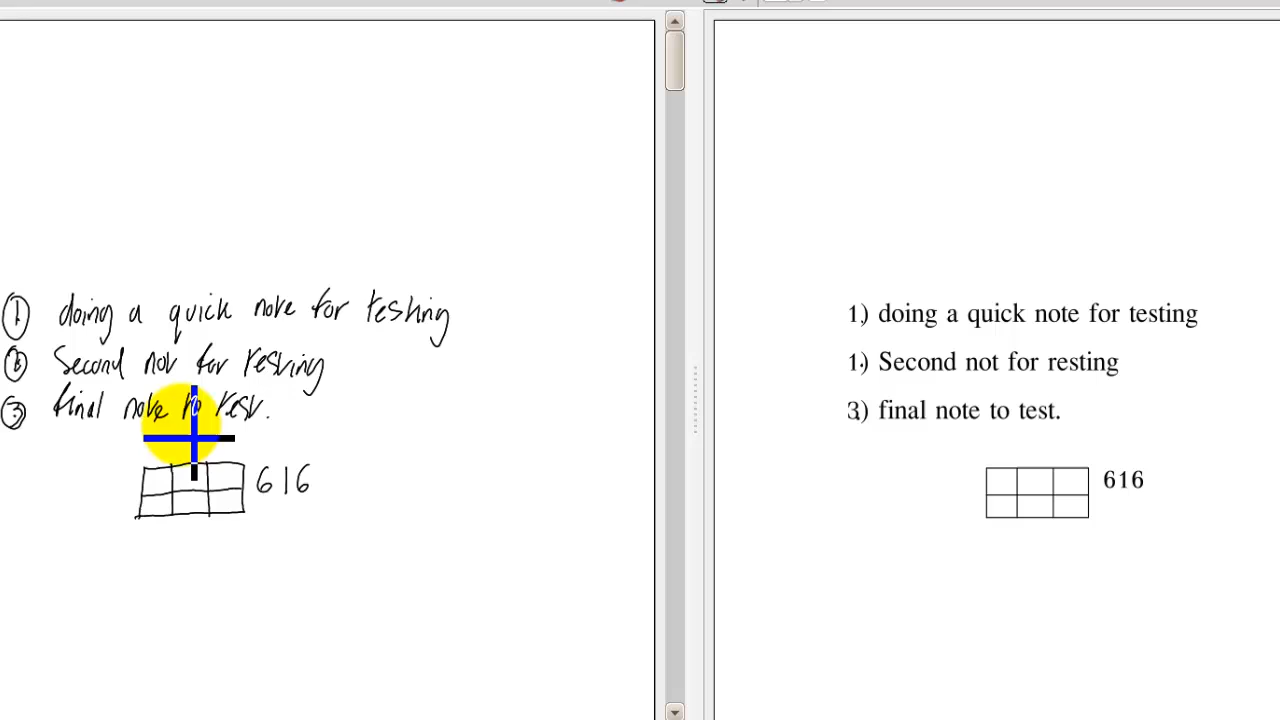 ① doing a quick note for testing
② Second not for resting
③ final note to test.
616
1) doing a quick note for testing
1) Second not for resting
3) final note to test.
616